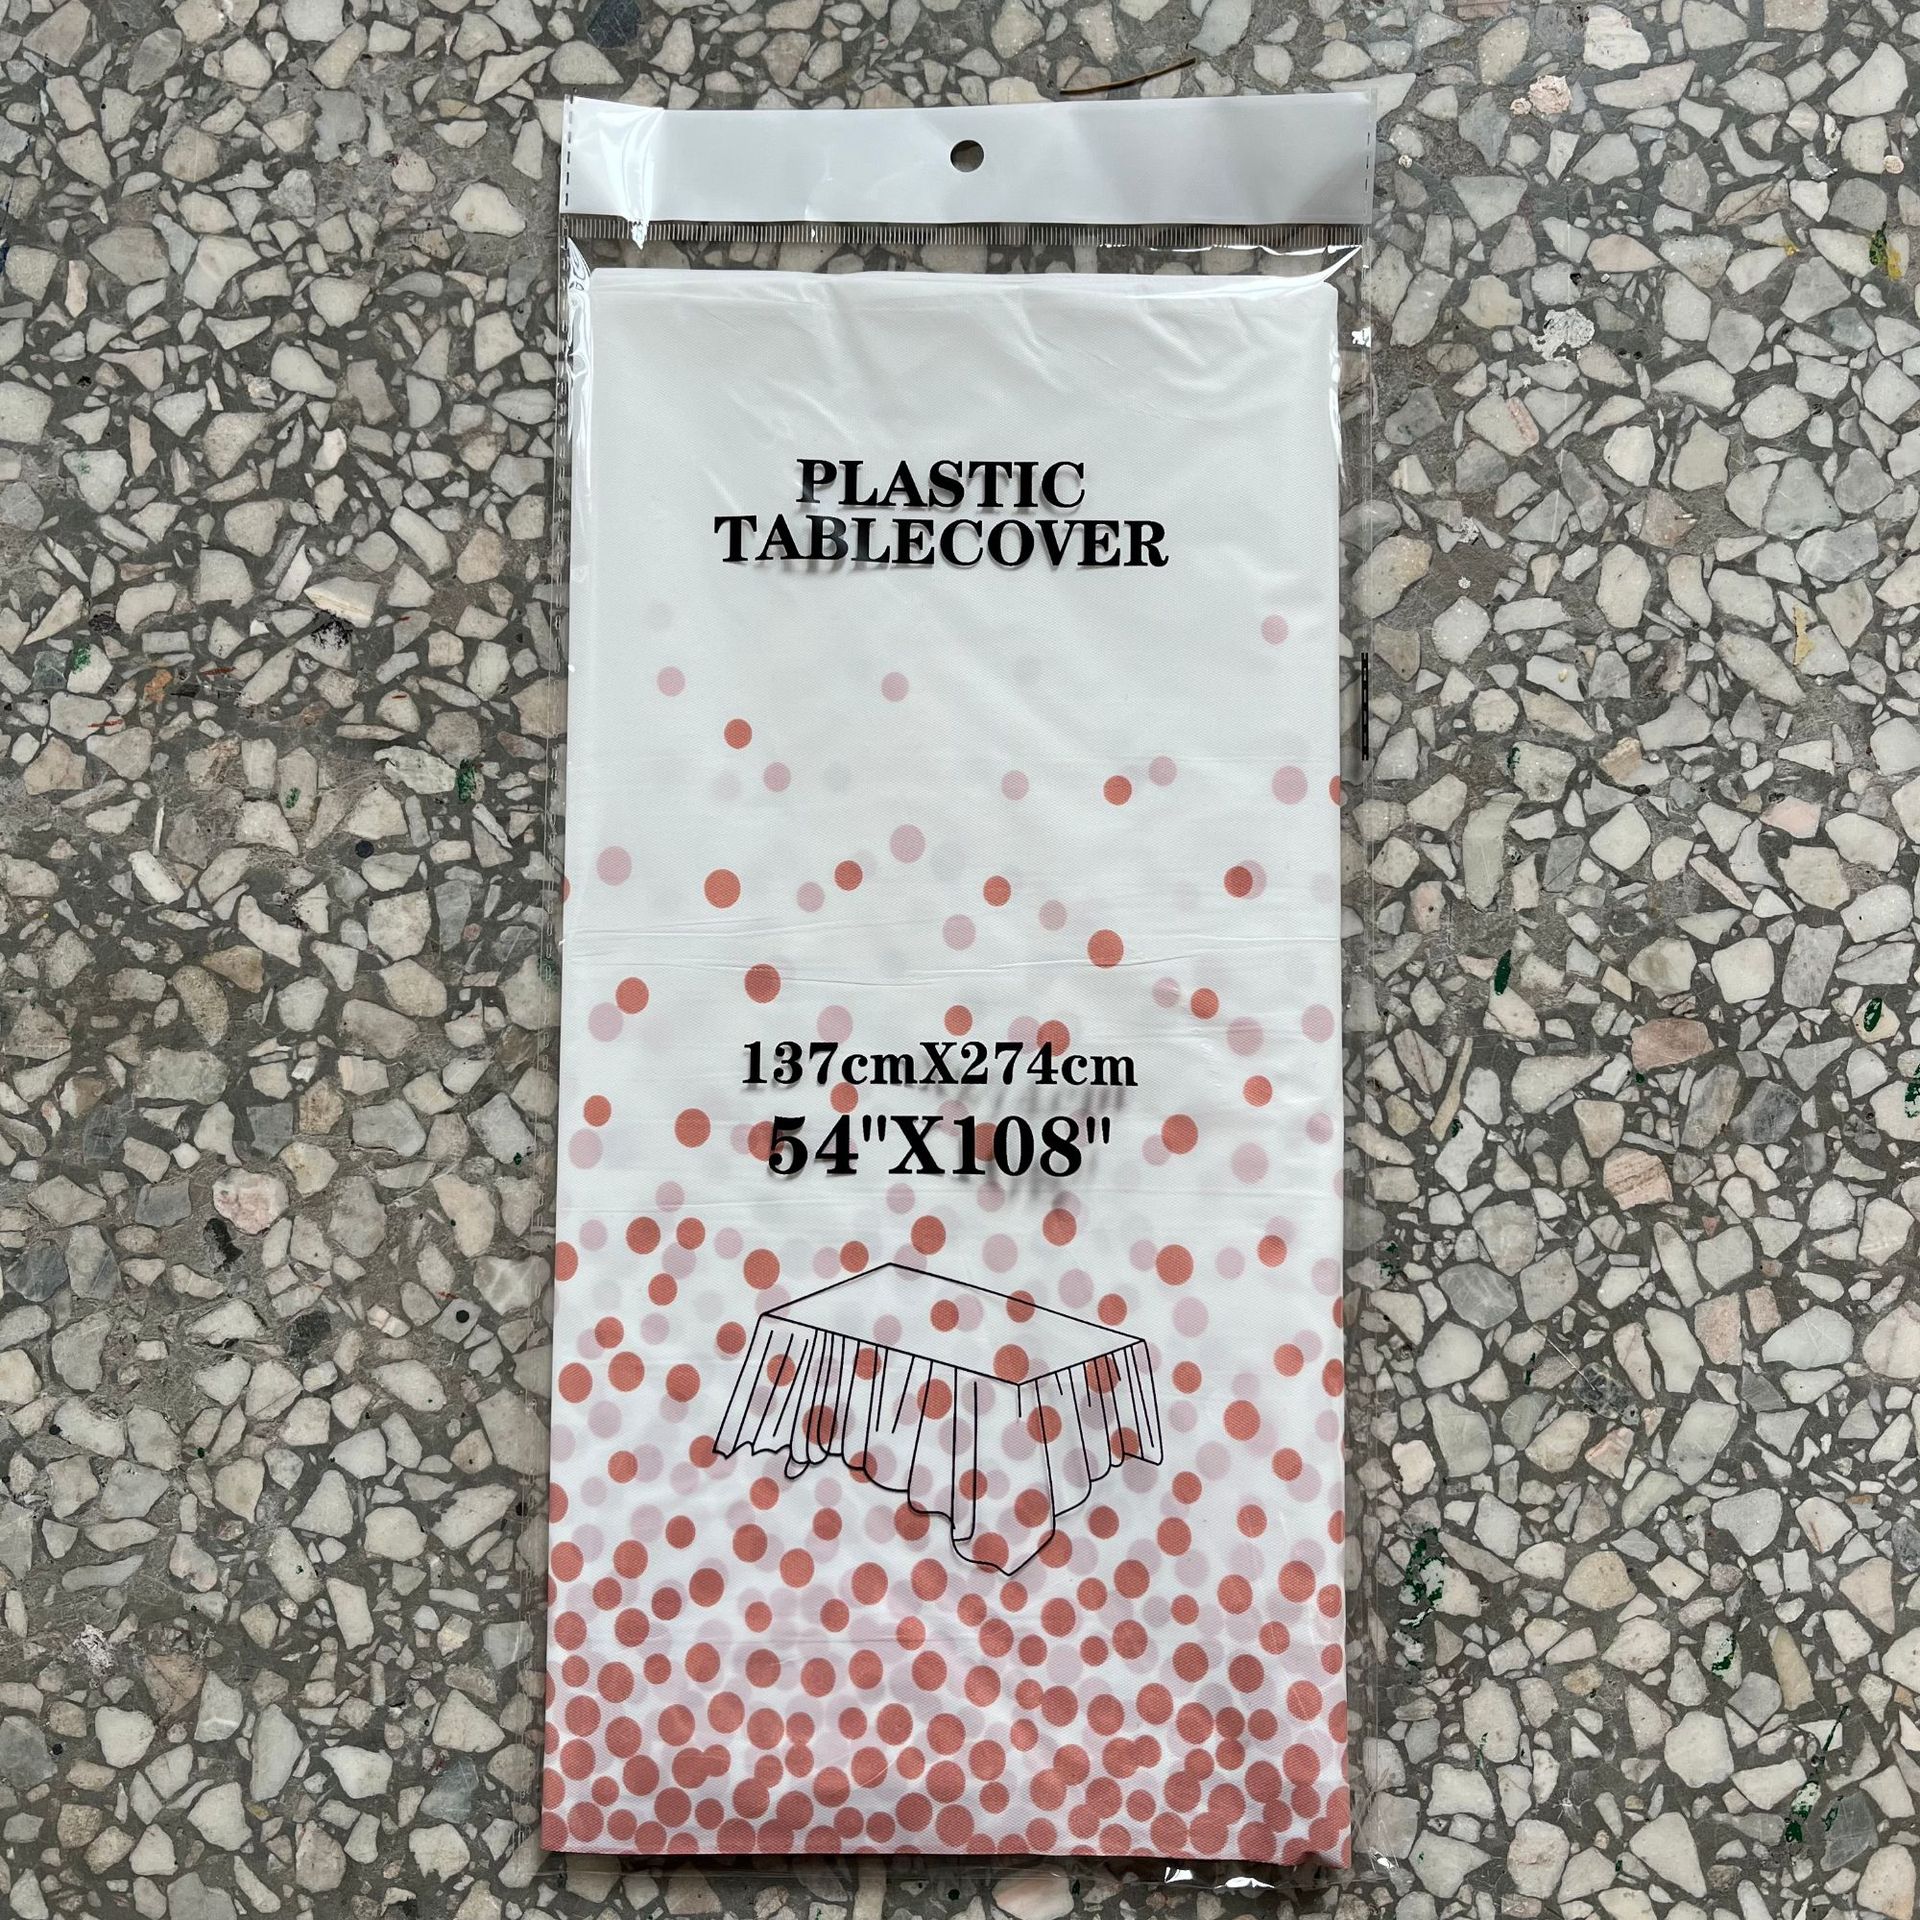 PLASTIC
TABLECOVER
137cmX274cm
54"X108"